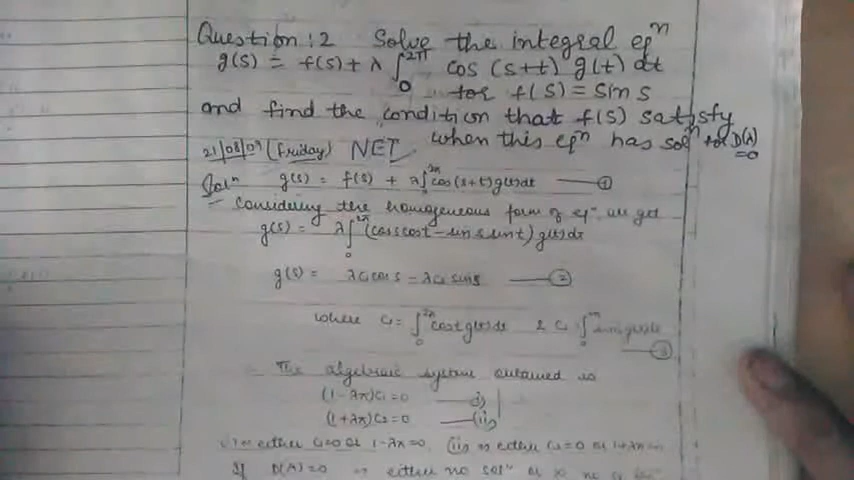 Question: 2 Solve the integral eqⁿ
g(s) = f(s) + λ ∫₀^2π cos (s+t) g(t) dt
for f(s) = sin s
and find the condition that f(s) satisfy
when this eqⁿ has solⁿ for D(λ) =0
21/08/09 (Friday) NET
Solⁿ g(s) = f(s) + λ∫₀^2π cos(s+t)g(t)dt —— ①
Considering the homogeneous form of eqⁿ we get
g(s) = λ∫₀^2π (cos s cos t - sin s sin t) g(t)dt
g(s) = λc₁cos s - λc₂ sin s —— ②
where c₁ = ∫₀^2π cos t g(t)dt & c₂ = ∫₀^2π sin t g(t)dt —— ③
The algebraic system obtained is
(1-λπ)c₁ = 0 —— i)
(1+λπ)c₂ = 0 —— (ii)
either c₁=0 or 1-λπ=0, (ii) ⇒ either c₂=0 or 1+λπ=0
If D(λ)=0 ⇒ either no solⁿ or ∞ no of